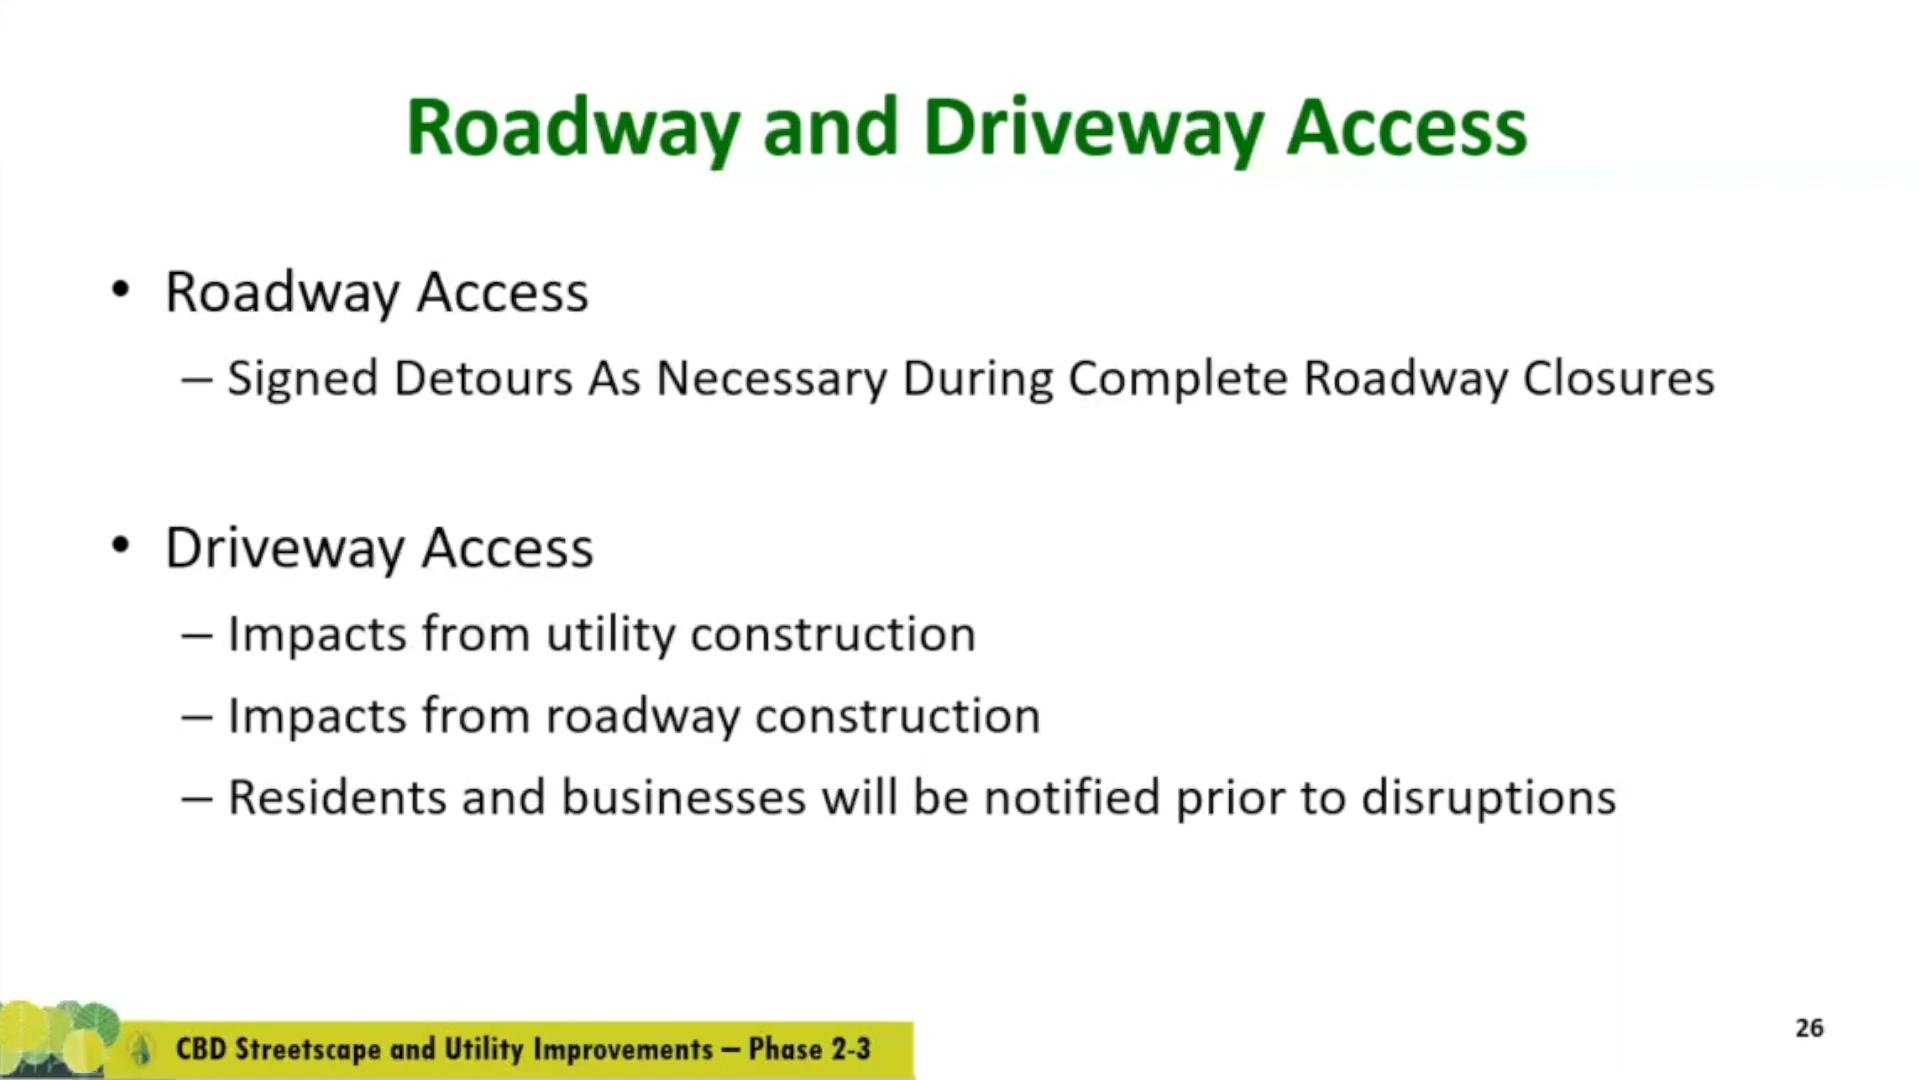 Roadway and Driveway Access
• Roadway Access
– Signed Detours As Necessary During Complete Roadway Closures
• Driveway Access
– Impacts from utility construction
– Impacts from roadway construction
– Residents and businesses will be notified prior to disruptions
CBD Streetscape and Utility Improvements – Phase 2-3
26